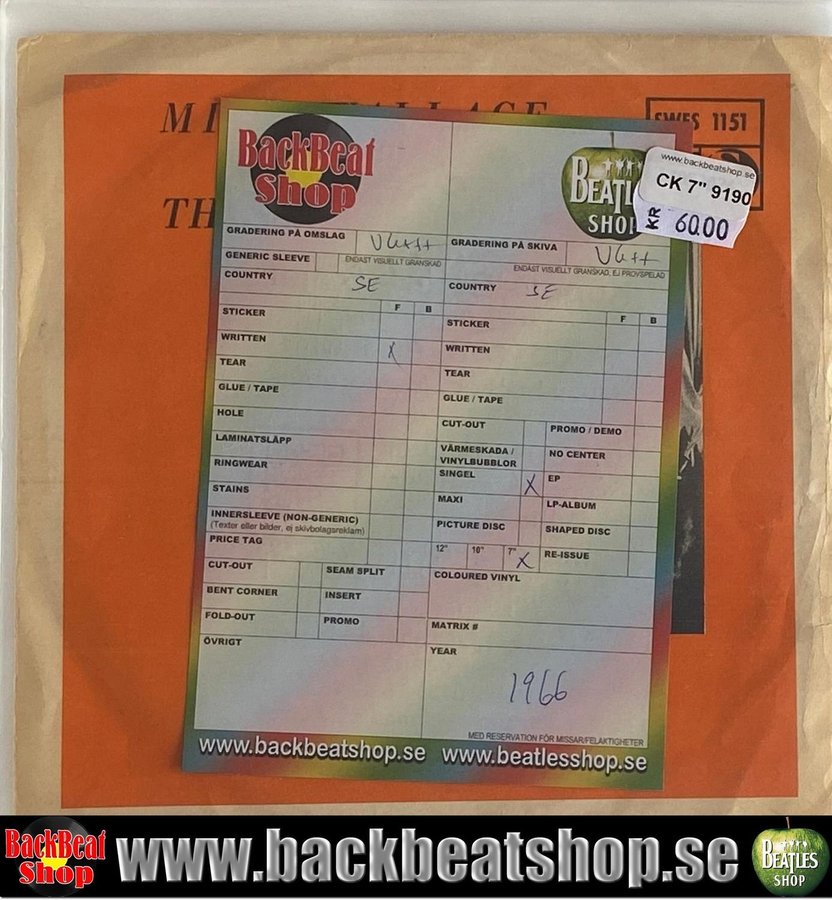 SWES 1151
TH
BackBeat
Shop
BEATLES
SHOP
www.backbeatshop.se
CK 7" 9190
KR 60.00
GRADERING PÅ OMSLAG
GRADERING PÅ SKIVA
VG++
GENERIC SLEEVE
ENDAST VISUELLT GRANSKAD
ENDAST VISUELLT GRANSKAD, EJ PROVSPELAD
COUNTRY SE
COUNTRY SE
F B
STICKER
WRITTEN X
TEAR
GLUE / TAPE
HOLE
LAMINATSLÄPP
RINGWEAR
STAINS
INNERSLEEVE (NON-GENERIC)
(Texter eller bilder, ej skivbolagsreklam)
PRICE TAG
CUT-OUT SEAM SPLIT
BENT CORNER INSERT
FOLD-OUT PROMO
ÖVRIGT
F B
STICKER
WRITTEN
TEAR
GLUE / TAPE
CUT-OUT PROMO / DEMO
VÄRMESKADA / NO CENTER
VINYLBUBBLOR
SINGEL X EP
MAXI LP-ALBUM
PICTURE DISC SHAPED DISC
12" 10" 7" X RE-ISSUE
COLOURED VINYL
MATRIX #
YEAR
1966
MED RESERVATION FÖR MISSAR/FELAKTIGHETER
www.backbeatshop.se www.beatlesshop.se
BackBeat
Shop
www.backbeatshop.se
BEATLES
SHOP